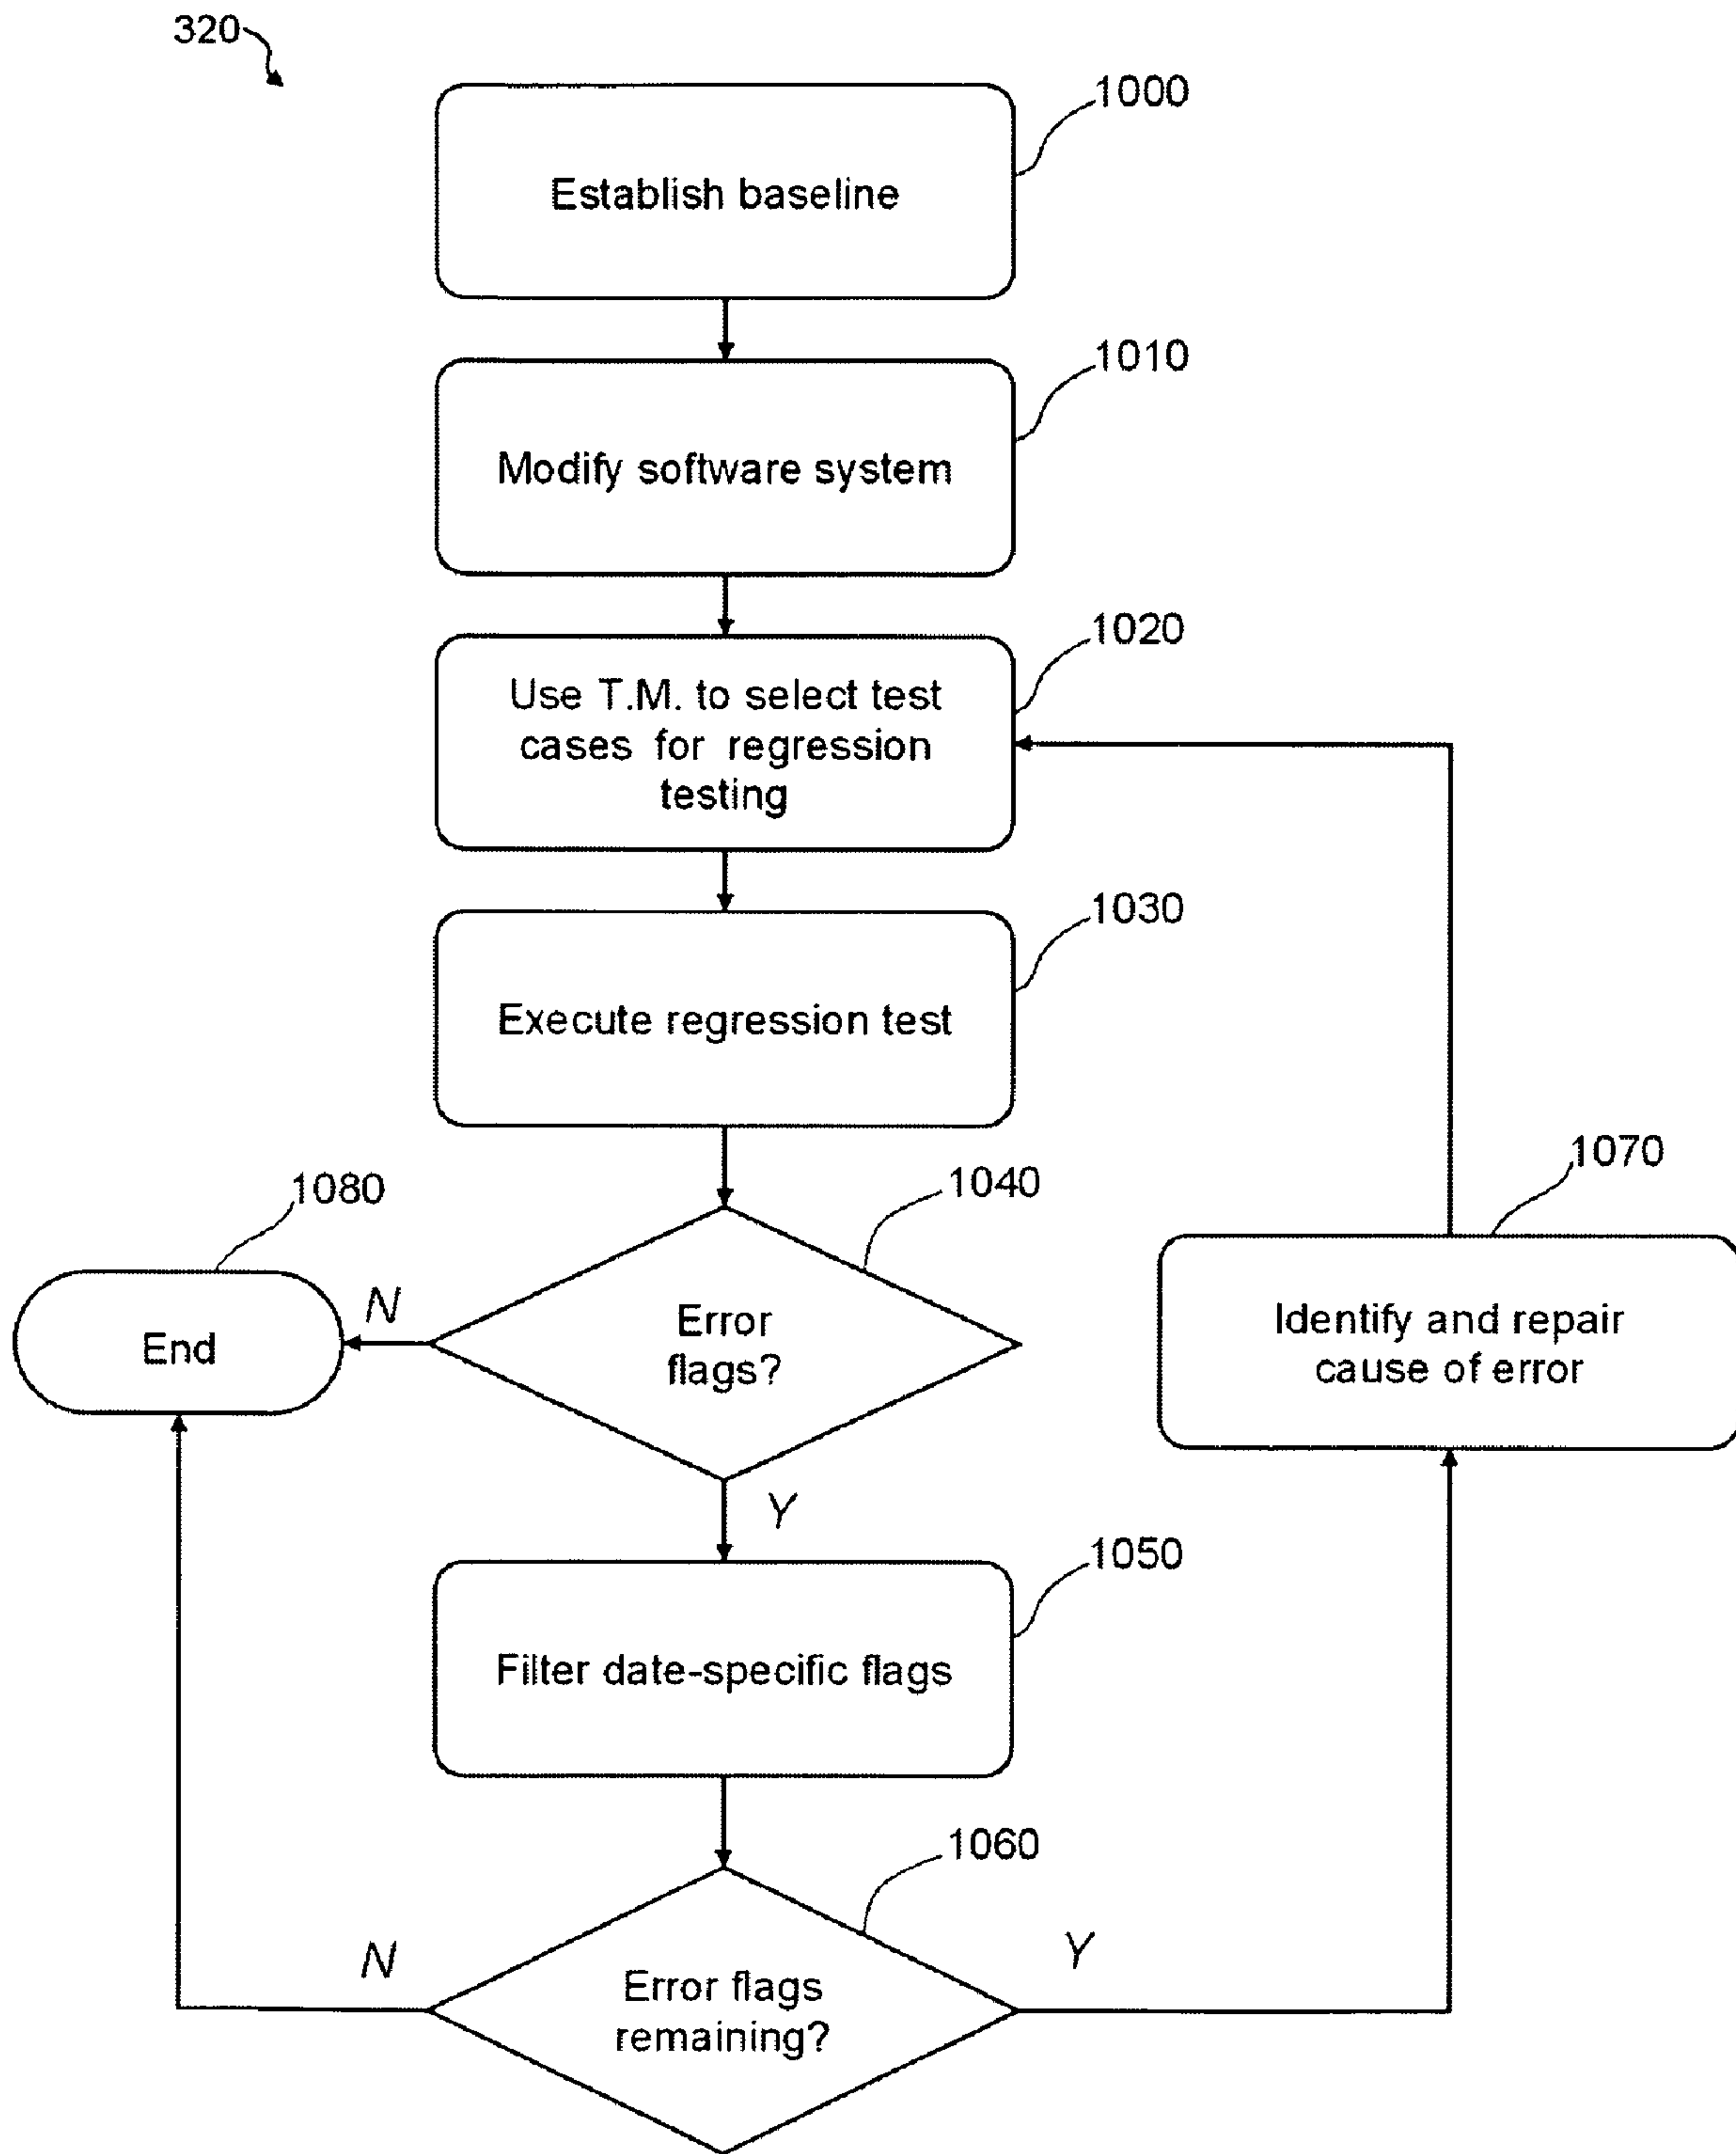 320
1000
Establish baseline
1010
Modify software system
1020
Use T.M. to select test
cases for regression
testing
1030
Execute regression test
1040
1070
1080
Error
flags?
N
End
Identify and repair
cause of error
Y
1050
Filter date-specific flags
1060
N
Y
Error flags
remaining?